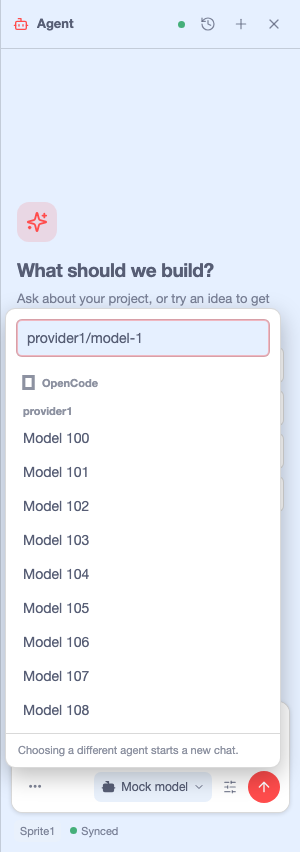 Agent
What should we build?
Ask about your project, or try an idea to get
provider1/model-1
OpenCode
provider1
Model 100
Model 101
Model 102
Model 103
Model 104
Model 105
Model 106
Model 107
Model 108
Choosing a different agent starts a new chat.
Mock model
Sprite1 Synced